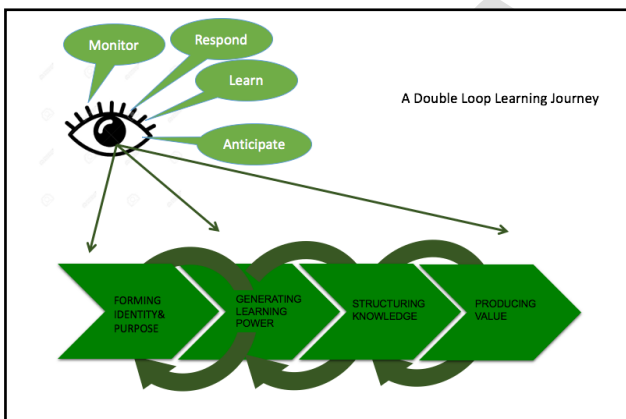 Monitor
Respond
Learn
Anticipate
A Double Loop Learning Journey
FORMING
IDENTITY&
PURPOSE
GENERATING
LEARNING
POWER
STRUCTURING
KNOWLEDGE
PRODUCING
VALUE